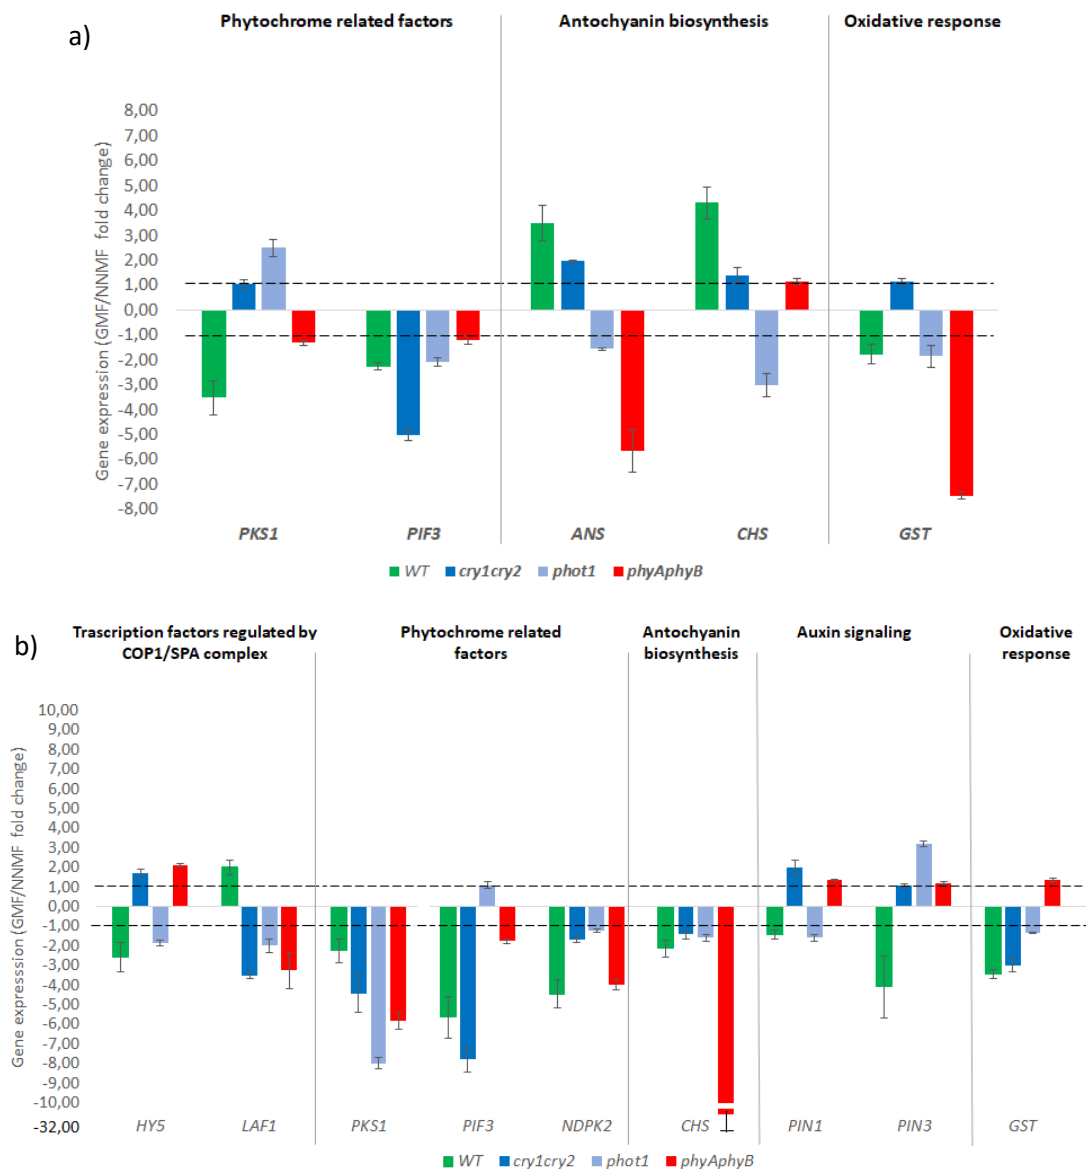 a)
Phytochrome related factors
Antochyanin biosynthesis
Oxidative response
Gene expression (GMF/NNMF fold change)
8,00
7,00
6,00
5,00
4,00
3,00
2,00
1,00
0,00
-1,00
-2,00
-3,00
-4,00
-5,00
-6,00
-7,00
-8,00
PKS1 PIF3 ANS CHS GST
WT cry1cry2 phot1 phyAphyB
b)
Trascription factors regulated by
COP1/SPA complex
Phytochrome related
factors
Antochyanin
biosynthesis
Auxin signaling
Oxidative
response
Gene expression (GMF/NNMF fold change)
10,00
9,00
8,00
7,00
6,00
5,00
4,00
3,00
2,00
1,00
0,00
-1,00
-2,00
-3,00
-4,00
-5,00
-6,00
-7,00
-8,00
-9,00
-10,00
-32,00
HY5 LAF1 PKS1 PIF3 NDPK2 CHS PIN1 PIN3 GST
WT cry1cry2 phot1 phyAphyB